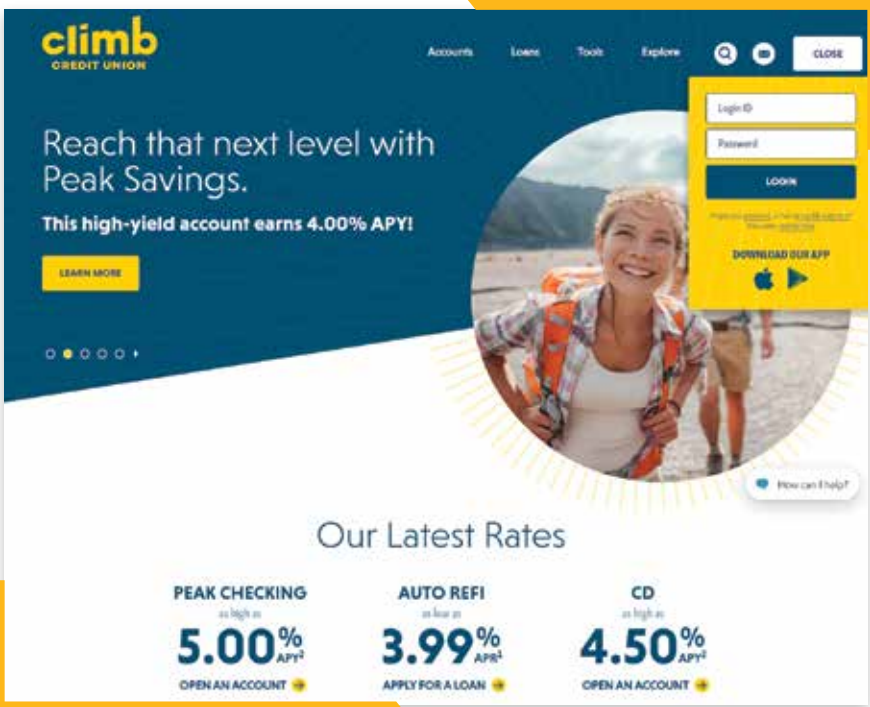 climb
CREDIT UNION
Accounts Loans Tools Explore CLOSE
Login ID
Password
LOGIN
DOWNLOAD OUR APP
Reach that next level with
Peak Savings.
This high-yield account earns 4.00% APY!
LEARN MORE
How can I help?
Our Latest Rates
PEAK CHECKING AUTO REFI CD
as high as as low as as high as
5.00% APY² 3.99% APR¹ 4.50% APY²
OPEN AN ACCOUNT APPLY FOR A LOAN OPEN AN ACCOUNT